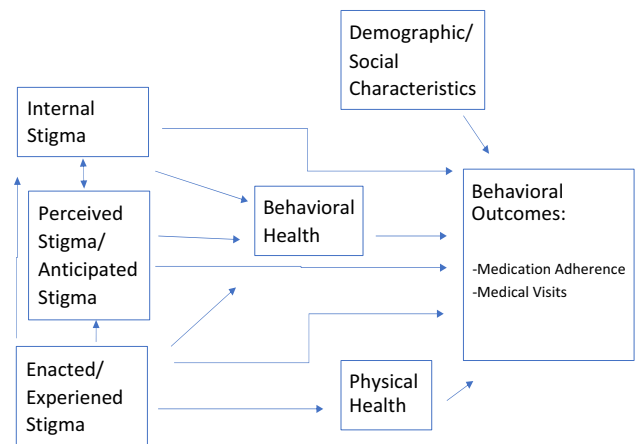 Demographic/
Social
Characteristics
Internal
Stigma
Perceived
Stigma/
Anticipated
Stigma
Behavioral
Health
Behavioral
Outcomes:
-Medication Adherence
-Medical Visits
Enacted/
Experiened
Stigma
Physical
Health